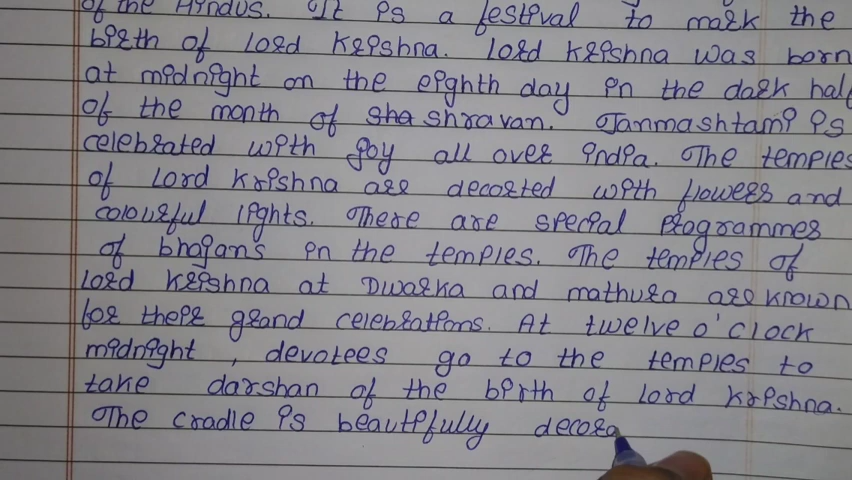 of the Hindus. It is a festival to mark the
birth of Lord Krishna. Lord Krishna was born
at midnight on the eighth day in the dark half
of the month of Sha Shravan. Janmashtami is
celebrated with joy all over India. The temples
of Lord Krishna are decorted with flowers and
colourful lights. There are special Programmes
of bhajans in the temples. The temples of
Lord Krishna at Dwarka and mathura are known
for their grand celebrations. At twelve o'clock
midnight, devotees go to the temples to
take darshan of the birth of Lord Krishna.
The cradle is beautifully decora